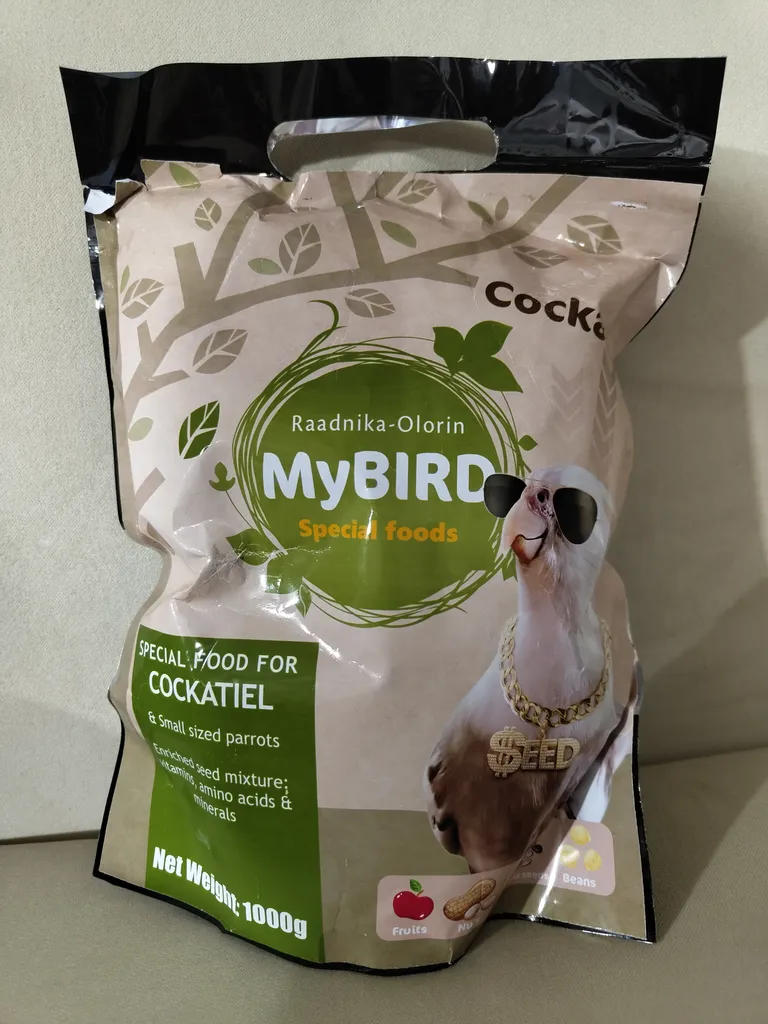 Cocka
Raadnika-Olorin
MyBIRD
Special foods
SPECIAL FOOD FOR
COCKATIEL
& Small sized parrots
Enriched seed mixture;
vitamins, amino acids &
minerals
Net Weight: 1000g
$EED
Fruits
Beans